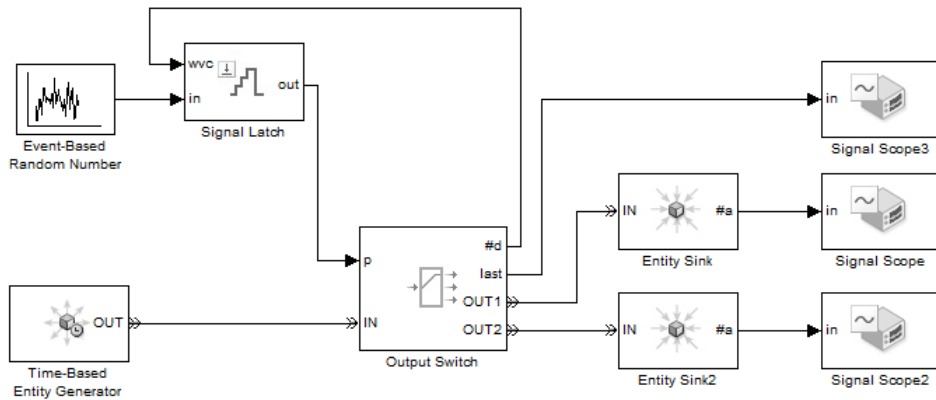 wvc
in
out
Signal Latch
Event-Based
Random Number
in
Signal Scope3
IN
#a
Entity Sink
in
Signal Scope
p
IN
#d
last
OUT1
OUT2
Output Switch
OUT
Time-Based
Entity Generator
IN
#a
Entity Sink2
in
Signal Scope2